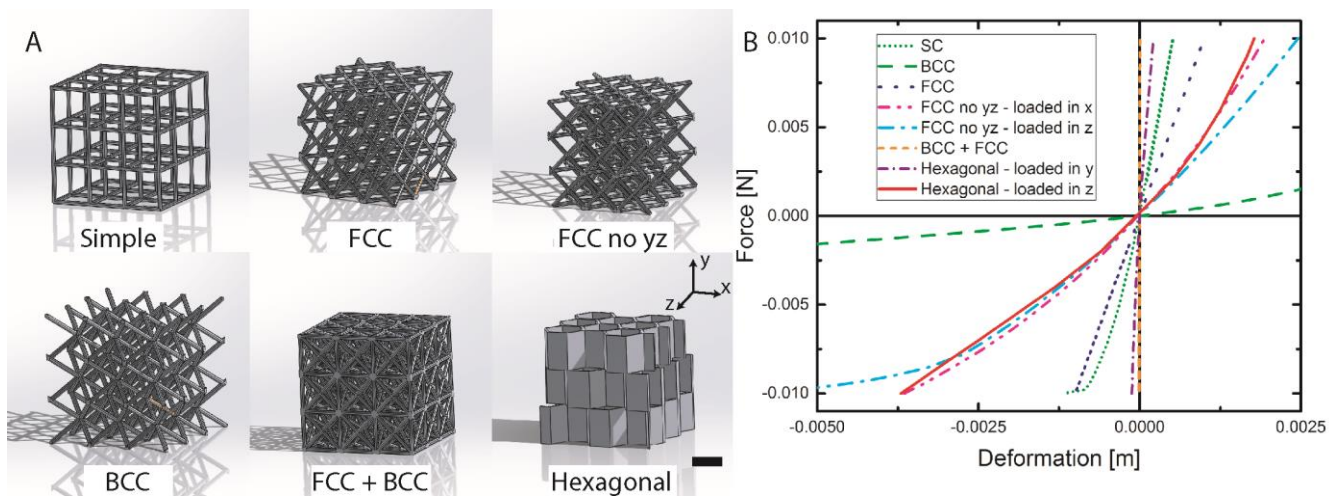 A
Simple
FCC
FCC no yz
BCC
FCC + BCC
Hexagonal
y
x
z
B
SC
BCC
FCC
FCC no yz - loaded in x
FCC no yz - loaded in z
BCC + FCC
Hexagonal - loaded in y
Hexagonal - loaded in z
Force [N]
0.010
0.005
0.000
-0.005
-0.010
-0.0050
-0.0025
0.0000
0.0025
Deformation [m]